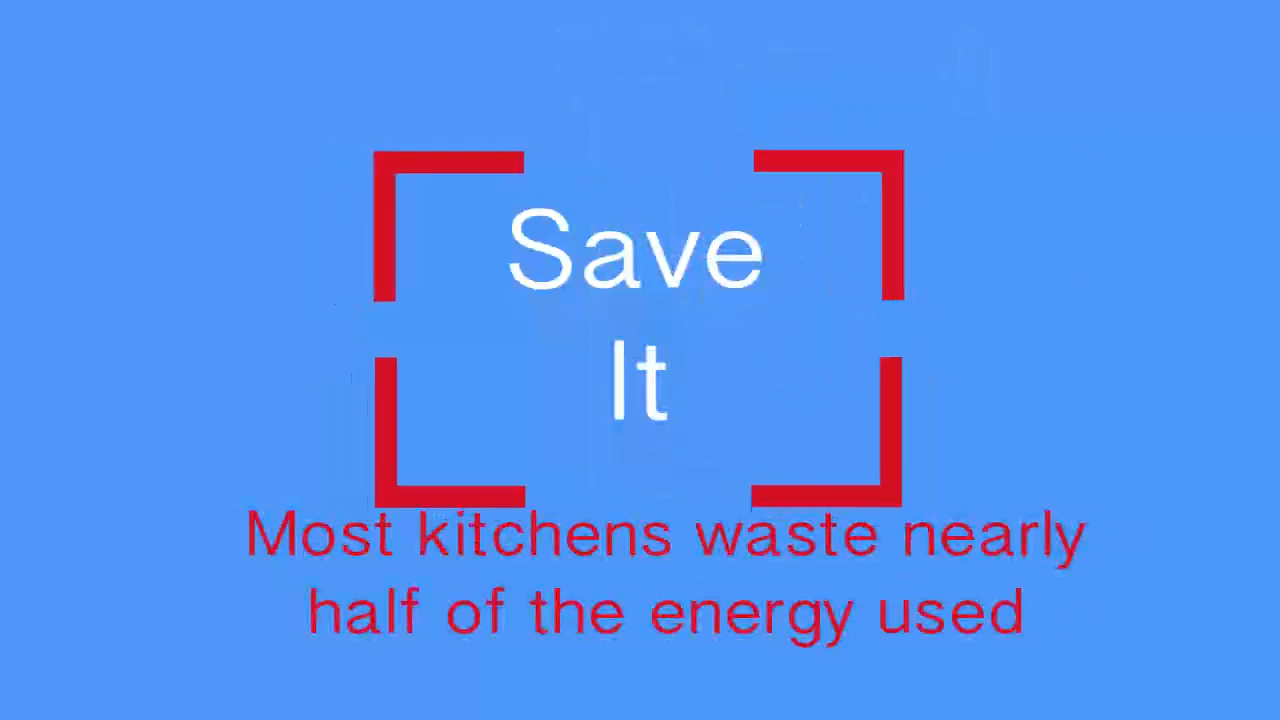 Save
It
Most kitchens waste nearly
half of the energy used